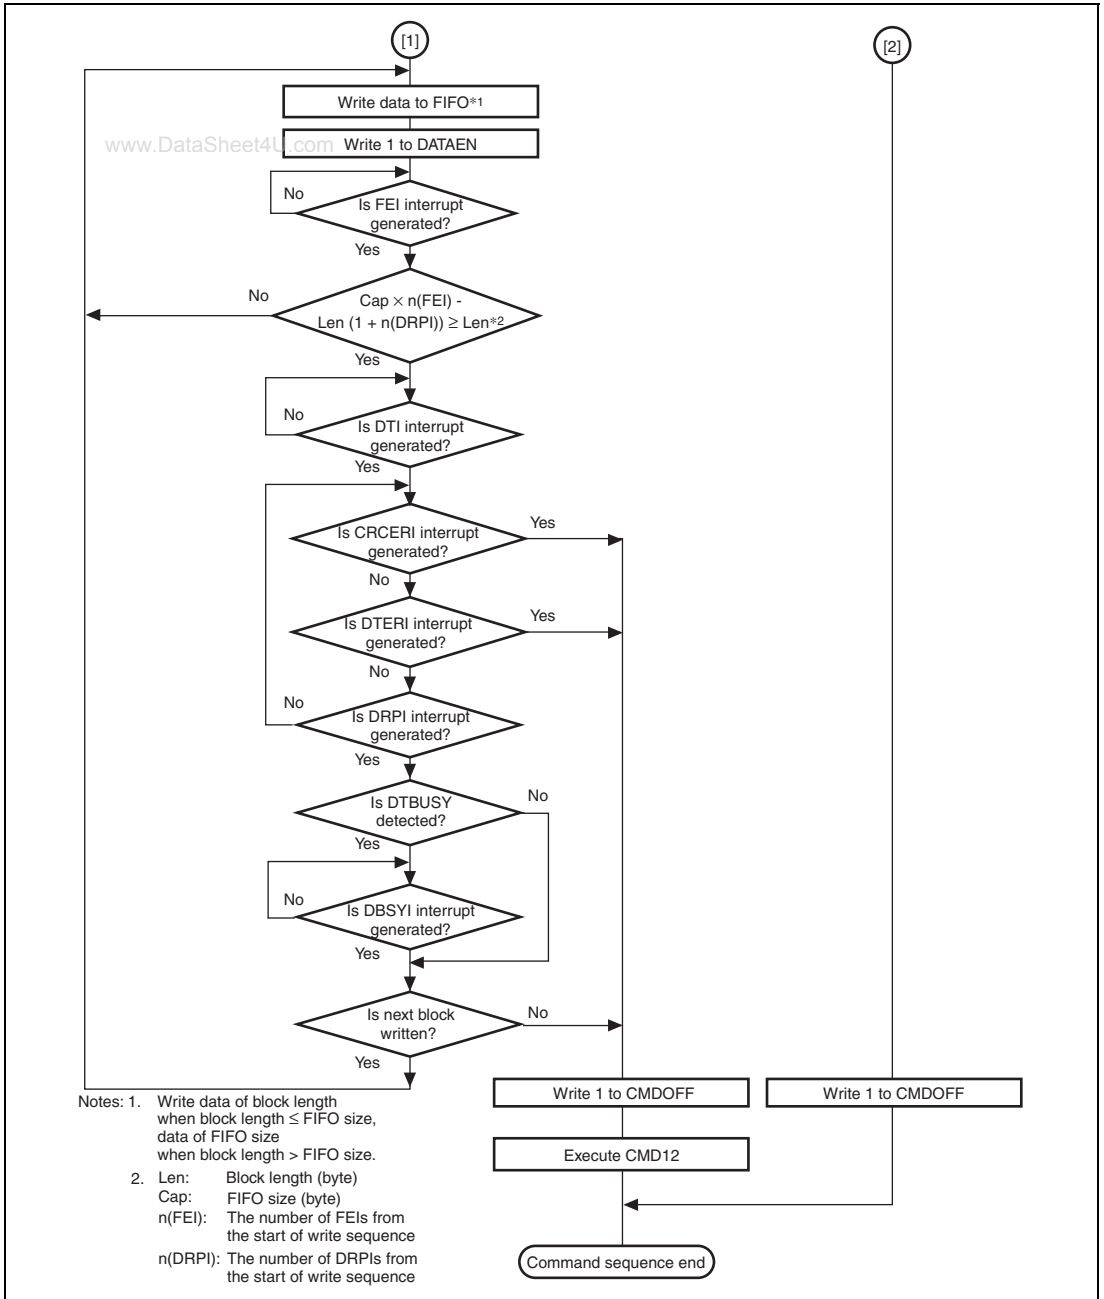 [1]
[2]
Write data to FIFO*1
www.DataSheet4U.com
Write 1 to DATAEN
No
Is FEI interrupt
generated?
Yes
No
Cap × n(FEI) -
Len (1 + n(DRPI)) ≥ Len*2
Yes
No
Is DTI interrupt
generated?
Yes
Is CRCERI interrupt
generated?
Yes
No
Is DTERI interrupt
generated?
Yes
No
No
Is DRPI interrupt
generated?
Yes
Is DTBUSY
detected?
No
Yes
No
Is DBSYI interrupt
generated?
Yes
Is next block
written?
No
Yes
Write 1 to CMDOFF
Write 1 to CMDOFF
Execute CMD12
Command sequence end
Notes: 1. Write data of block length
when block length ≤ FIFO size,
data of FIFO size
when block length > FIFO size.
2. Len: Block length (byte)
Cap: FIFO size (byte)
n(FEI): The number of FEIs from
the start of write sequence
n(DRPI): The number of DRPIs from
the start of write sequence